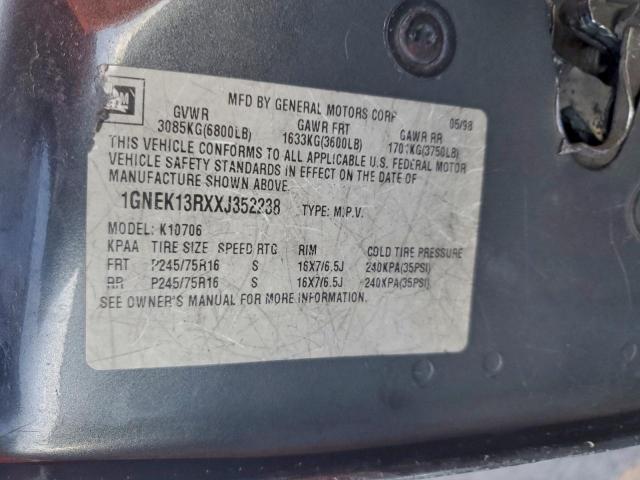 GM
MFD BY GENERAL MOTORS CORP 05/98
GVWR GAWR FRT GAWR RR
3085KG(6800LB) 1633KG(3600LB) 1701KG(3750LB)
THIS VEHICLE CONFORMS TO ALL APPLICABLE U.S. FEDERAL MOTOR
VEHICLE SAFETY STANDARDS IN EFFECT ON THE DATE OF
MANUFACTURE SHOWN ABOVE.
1GNEK13RXXJ352238 TYPE: M.P.V.
MODEL: K10706
KPAA TIRE SIZE SPEED RTG RIM COLD TIRE PRESSURE
FRT P245/75R16 S 16X7/6.5J 240KPA(35PSI)
RR P245/75R16 S 16X7/6.5J 240KPA(35PSI)
SEE OWNER'S MANUAL FOR MORE INFORMATION.